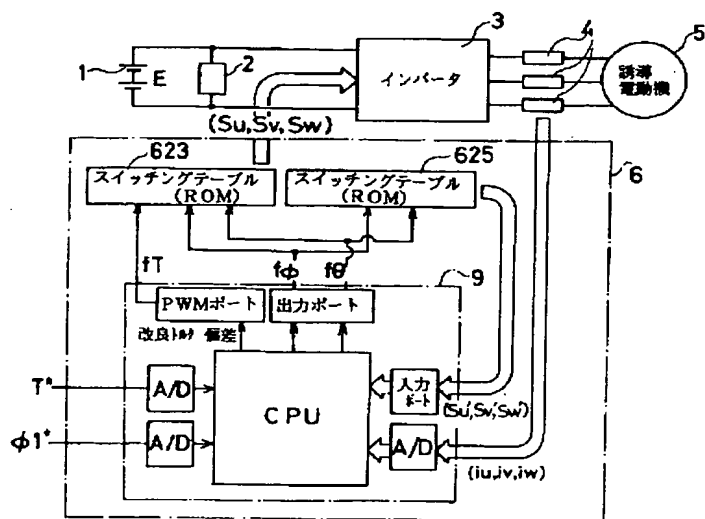 3
4
5
1
E
2
インバータ
誘導
電動機
(Su,Sv,Sw)
623
625
6
スイッチングテーブル
(ROM)
スイッチングテーブル
(ROM)
fT
fφ
fθ
9
PWMポート
出力ポート
改良トルク 偏差
T*
A/D
CPU
入力
ポート
(Su',Sv',Sw')
φ1*
A/D
A/D
(iu,iv,iw)